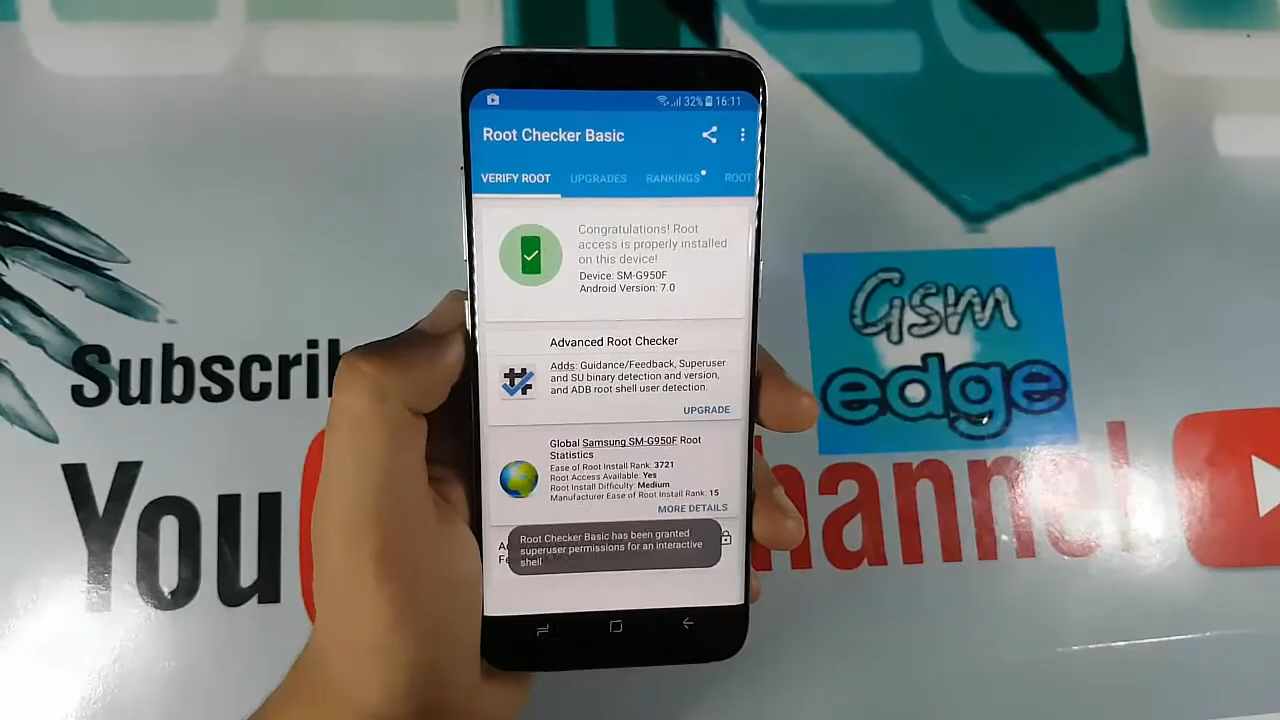 32% 16:11
Root Checker Basic
VERIFY ROOT UPGRADES RANKINGS ROOT
Congratulations! Root
access is properly installed
on this device!
Device: SM-G950F
Android Version: 7.0
Advanced Root Checker
Adds: Guidance/Feedback, Superuser
and SU binary detection and version,
and ADB root shell user detection.
UPGRADE
Global Samsung SM-G950F Root
Statistics
Ease of Root Install Rank: 3721
Root Access Available: Yes
Root Install Difficulty: Medium
Manufacturer Ease of Root Install Rank: 15
MORE DETAILS
Root Checker Basic has been granted
superuser permissions for an interactive
shell
Gsm
edge
Subscri
You
hannel